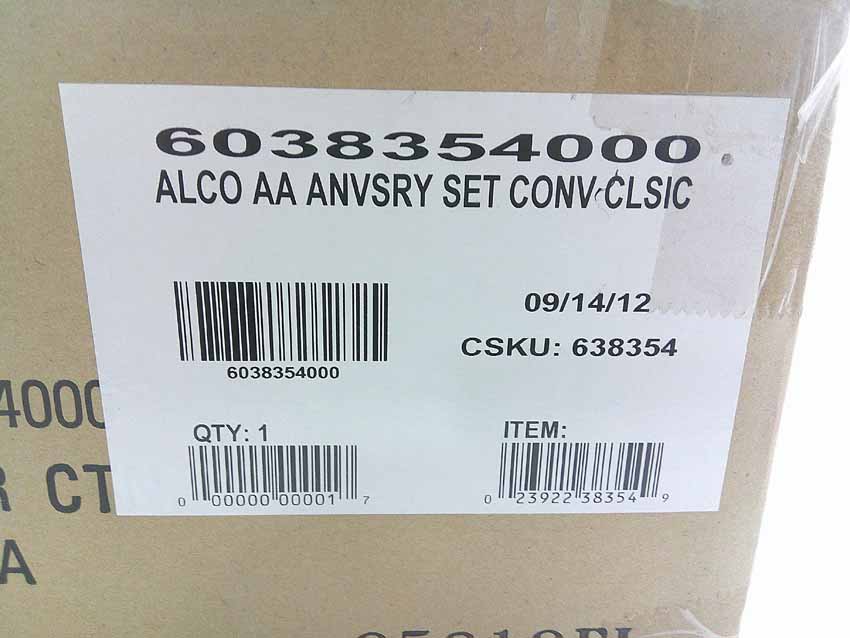 6038354000
ALCO AA ANVSRY SET CONV CLSIC
09/14/12
CSKU: 638354
6038354000
QTY: 1
0 00000 00001 7
ITEM:
0 23922 38354 9
4000
R CT
A